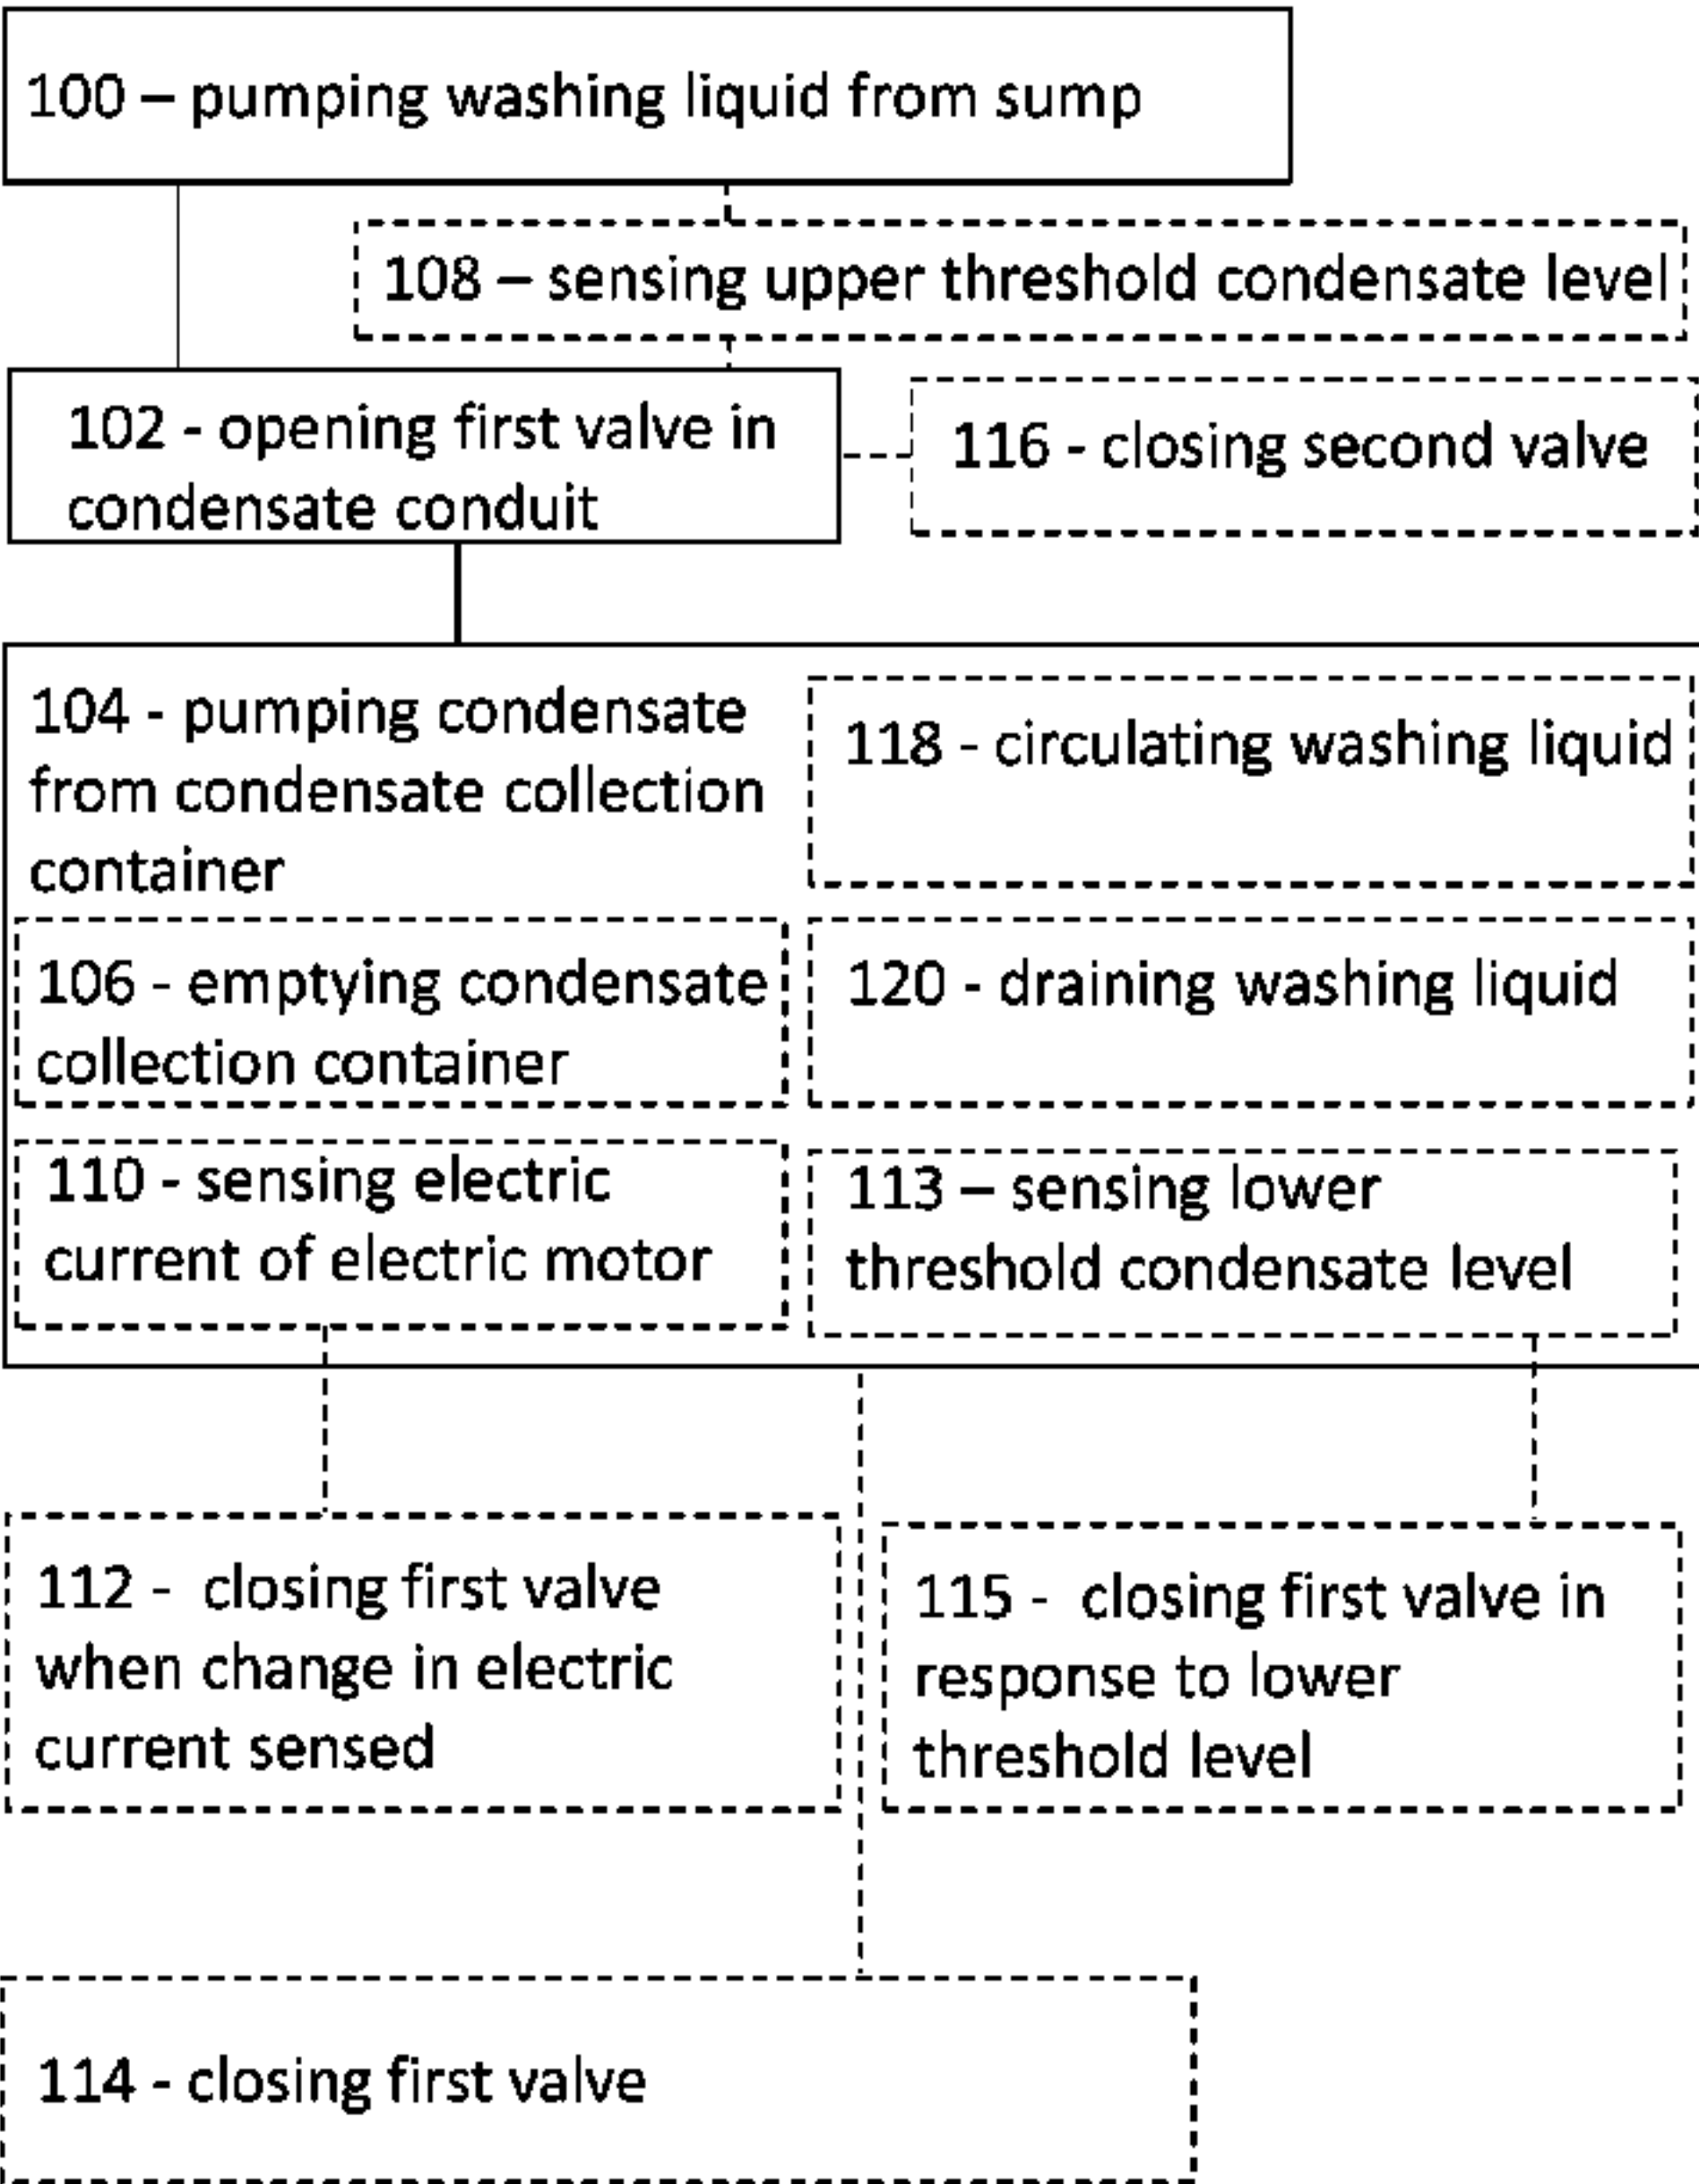 100 – pumping washing liquid from sump
108 – sensing upper threshold condensate level
102 - opening first valve in
condensate conduit
116 - closing second valve
104 - pumping condensate
from condensate collection
container
118 - circulating washing liquid
106 - emptying condensate
collection container
120 - draining washing liquid
110 - sensing electric
current of electric motor
113 – sensing lower
threshold condensate level
112 - closing first valve
when change in electric
current sensed
115 - closing first valve in
response to lower
threshold level
114 - closing first valve